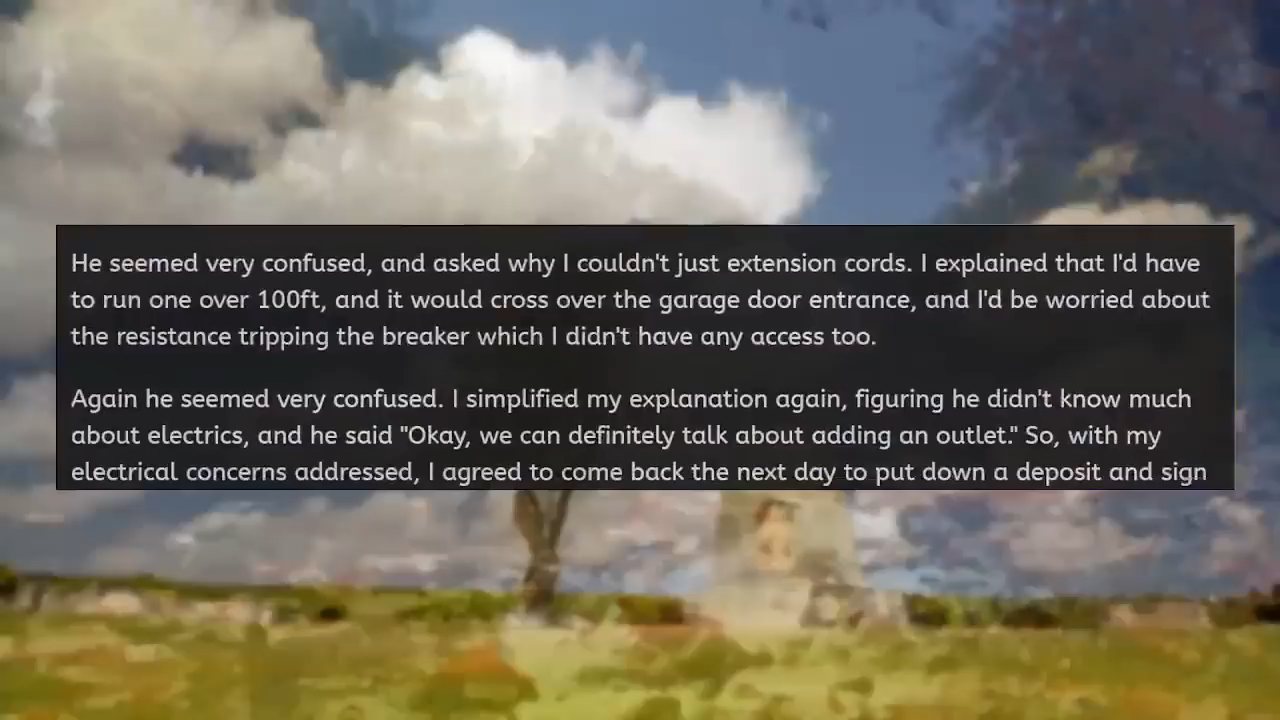 He seemed very confused, and asked why I couldn't just extension cords. I explained that I'd have
to run one over 100ft, and it would cross over the garage door entrance, and I'd be worried about
the resistance tripping the breaker which I didn't have any access too.
Again he seemed very confused. I simplified my explanation again, figuring he didn't know much
about electrics, and he said "Okay, we can definitely talk about adding an outlet." So, with my
electrical concerns addressed, I agreed to come back the next day to put down a deposit and sign